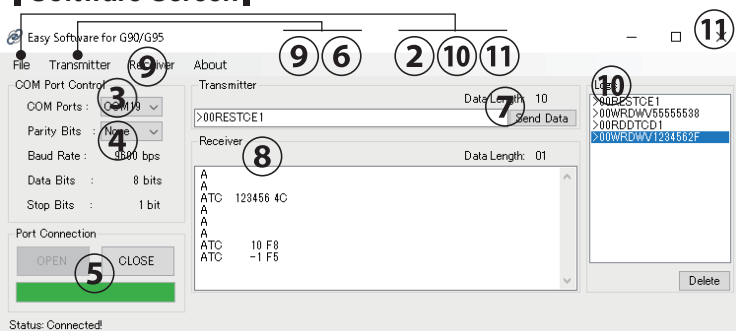 【Software Screen】
Easy Software for G90/G95
⑨ ⑥ ② ⑩ ⑪ ⑪
File Transmitter Receiver About
⑨
COM Port Control
③
COM Ports : COM19
Parity Bits : None
④
Baud Rate : 9600 bps
Data Bits : 8 bits
Stop Bits : 1 bit
Port Connection
OPEN CLOSE
⑤
Status: Connected!
Transmitter
Data Length: 10
⑦
>00RESTCE1
Send Data
Receiver
⑧
Data Length: 01
A
A
ATC 123456 4C
A
A
A
ATC 10 F8
ATC -1 F5
Logs
⑩
>00RESTCE1
>00WRDWV55555538
>00RDDTCD1
>00WRDWV1234562F
Delete